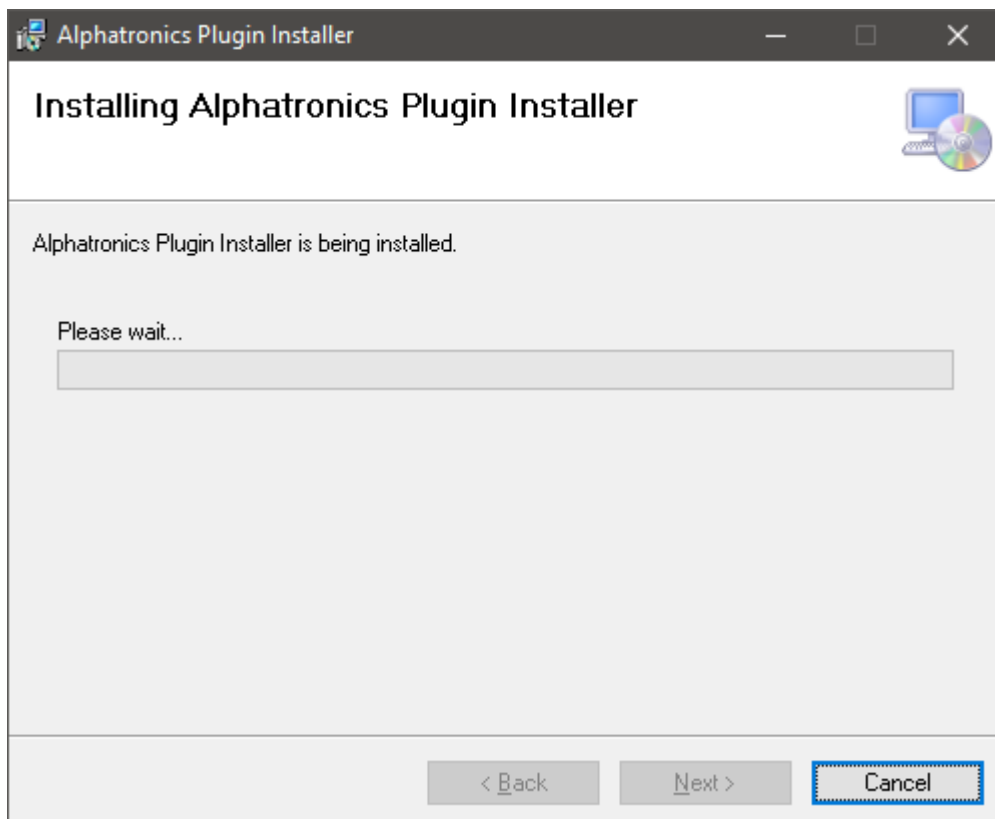 Alphatronics Plugin Installer
Installing Alphatronics Plugin Installer
Alphatronics Plugin Installer is being installed.
Please wait...
< Back
Next >
Cancel